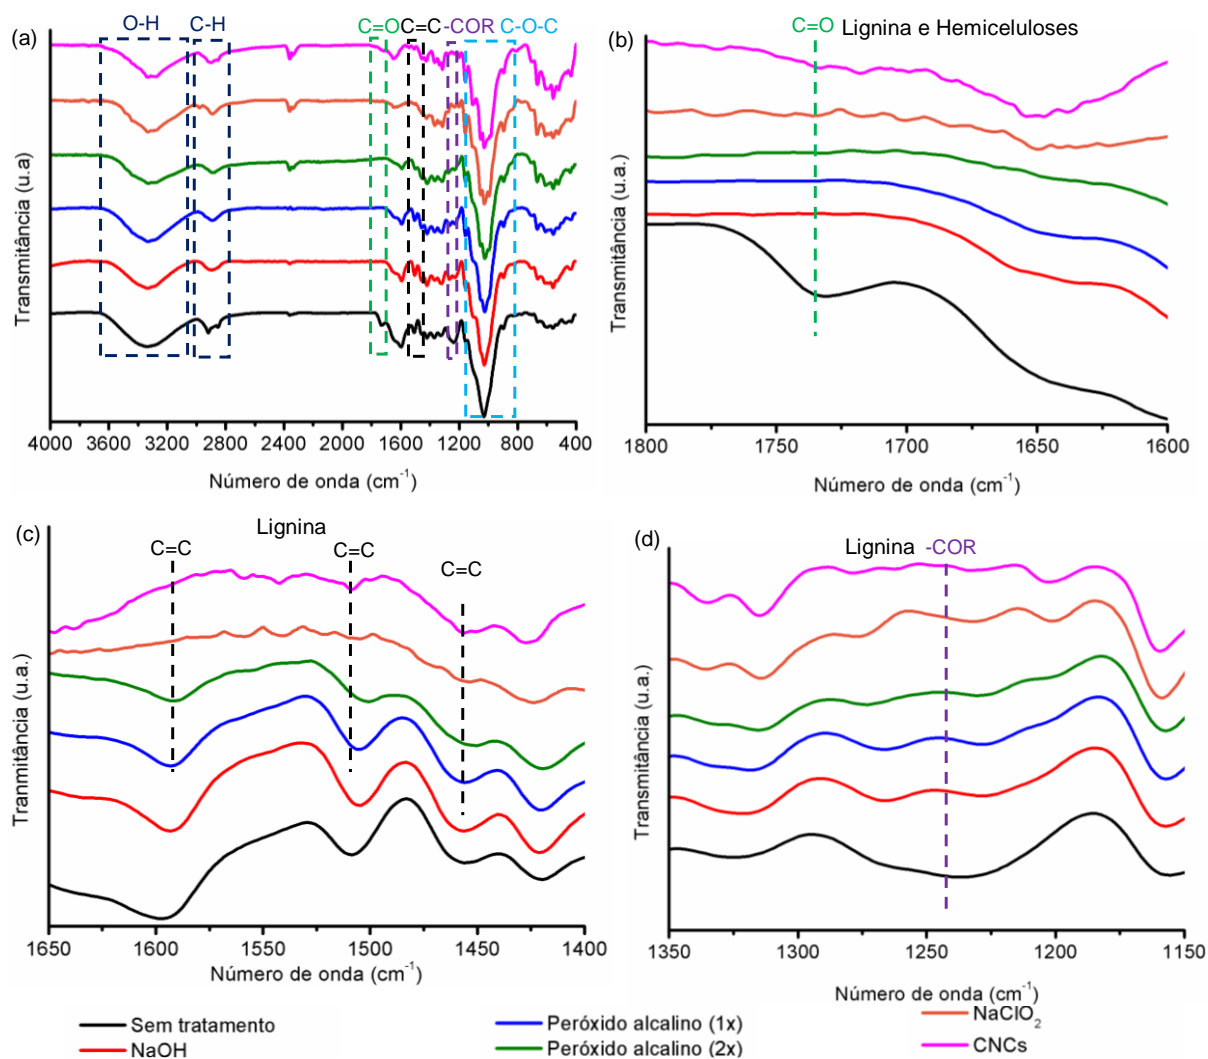 (a)
O-H
C-H
C=O
C=C
-COR
C-O-C
Transmitância (u.a)
4000 3600 3200 2800 2400 2000 1600 1200 800 400
Número de onda (cm⁻¹)
(b)
C=O
Lignina e Hemiceluloses
Transmitância (u.a.)
1800 1750 1700 1650 1600
Número de onda (cm⁻¹)
(c)
Lignina
C=C
C=C
C=C
Tranmitância (u.a.)
1650 1600 1550 1500 1450 1400
Número de onda (cm⁻¹)
(d)
Lignina -COR
Transmitância (u.a.)
1350 1300 1250 1200 1150
Número de onda (cm⁻¹)
Sem tratamento
NaOH
Peróxido alcalino (1x)
Peróxido alcalino (2x)
NaClO₂
CNCs